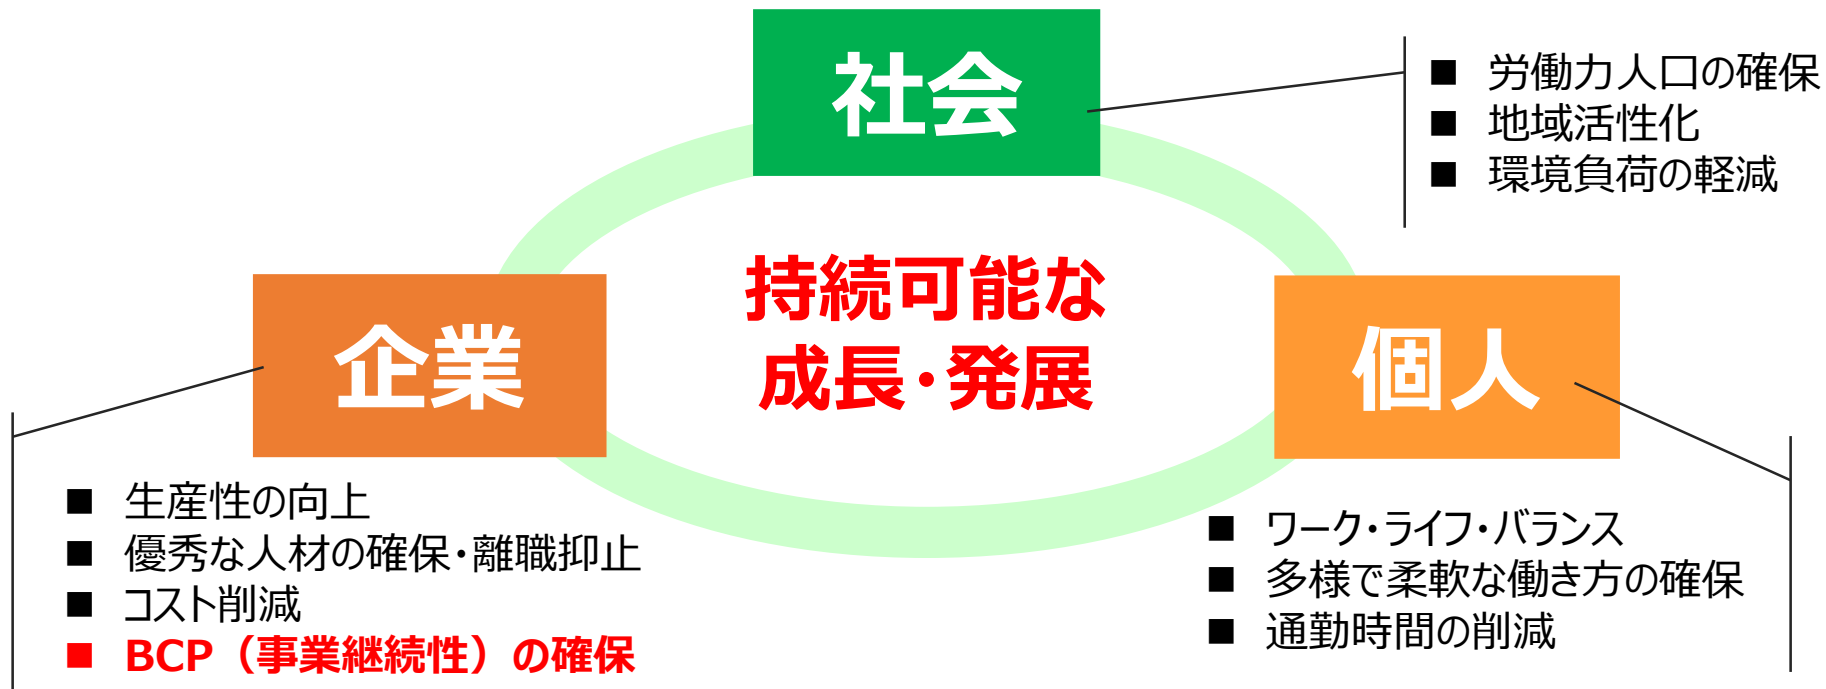 社会
■ 労働力人口の確保
■ 地域活性化
■ 環境負荷の軽減
持続可能な
成長・発展
企業
■ 生産性の向上
■ 優秀な人材の確保・離職抑止
■ コスト削減
■ BCP（事業継続性）の確保
個人
■ ワーク・ライフ・バランス
■ 多様で柔軟な働き方の確保
■ 通勤時間の削減